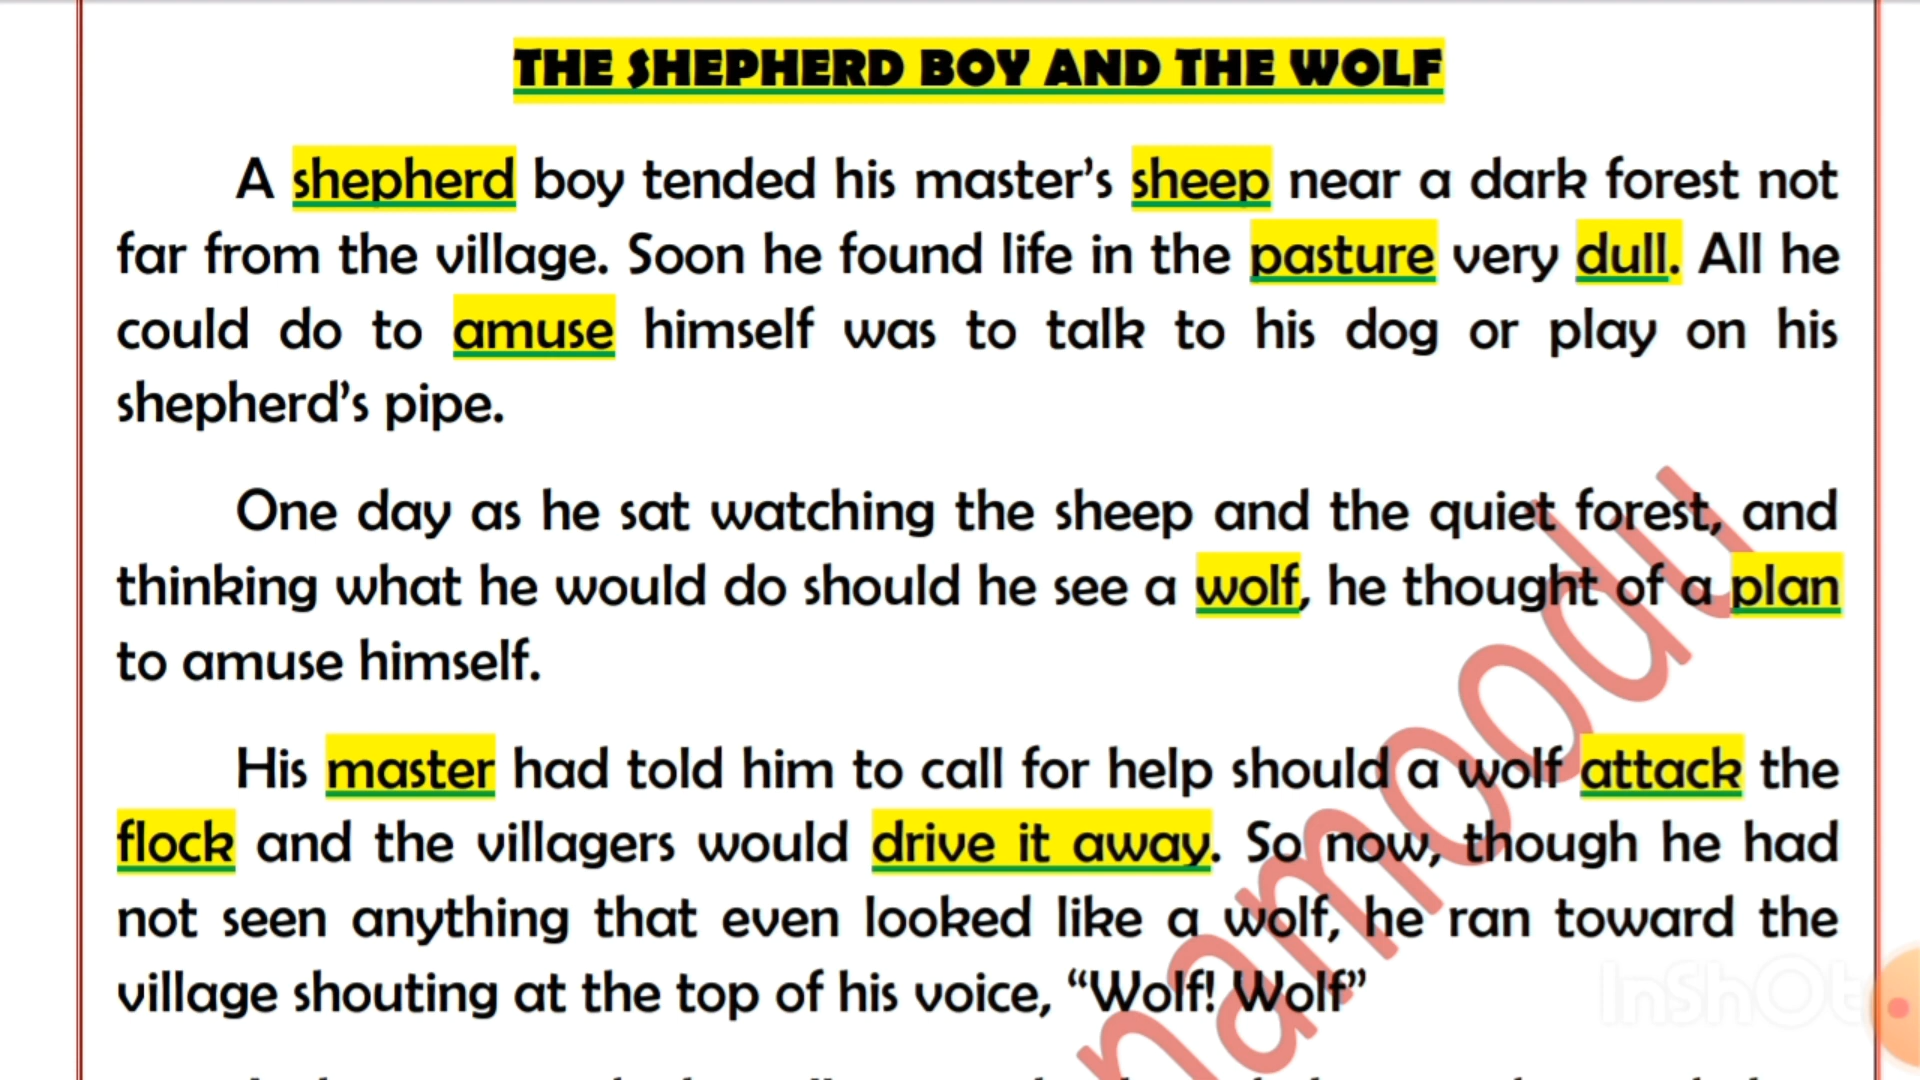 THE SHEPHERD BOY AND THE WOLF
A shepherd boy tended his master’s sheep near a dark forest not
far from the village. Soon he found life in the pasture very dull. All he
could do to amuse himself was to talk to his dog or play on his
shepherd’s pipe.
One day as he sat watching the sheep and the quiet forest, and
thinking what he would do should he see a wolf, he thought of a plan
to amuse himself.
His master had told him to call for help should a wolf attack the
flock and the villagers would drive it away. So now, though he had
not seen anything that even looked like a wolf, he ran toward the
village shouting at the top of his voice, “Wolf! Wolf”
namodu
InShOt